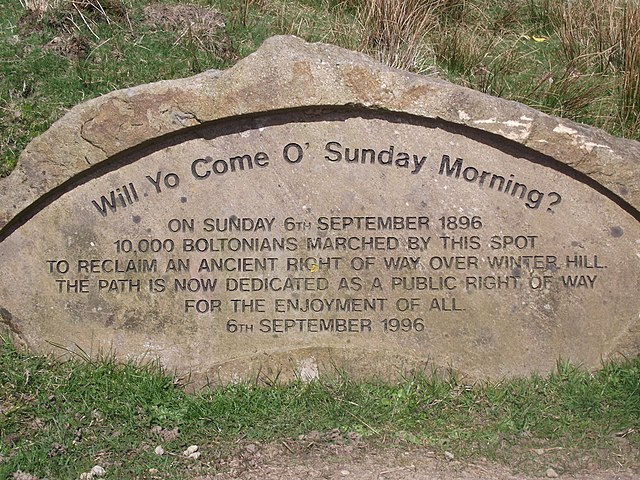 Will Yo Come O' Sunday Morning?
ON SUNDAY 6TH SEPTEMBER 1896
10,000 BOLTONIANS MARCHED BY THIS SPOT
TO RECLAIM AN ANCIENT RIGHT OF WAY OVER WINTER HILL.
THE PATH IS NOW DEDICATED AS A PUBLIC RIGHT OF WAY
FOR THE ENJOYMENT OF ALL.
6TH SEPTEMBER 1996